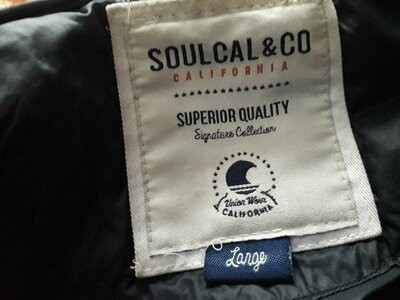 SOULCAL&CO
CALIFORNIA
SUPERIOR QUALITY
Signature Collection
Union Wear
CALIFORNIA
Large